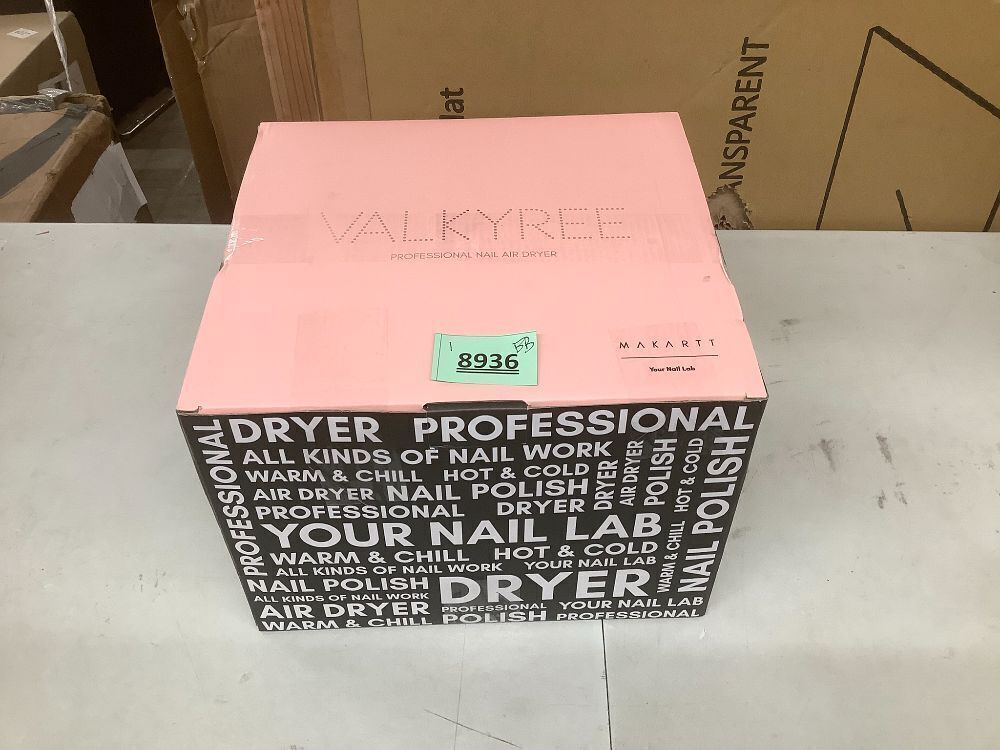 lat
ANSPARENT
VALKYREE
PROFESSIONAL NAIL AIR DRYER
MAKARTT
Your Nail Lab
1
8936
PROFESSIONAL
DRYER PROFESSIONAL
ALL KINDS OF NAIL WORK
WARM & CHILL HOT & COLD
AIR DRYER NAIL POLISH
PROFESSIONAL DRYER
DRYER
AIR DRYER
POLISH
HOT & COLD
YOUR NAIL LAB
WARM & CHILL HOT & COLD
ALL KINDS OF NAIL WORK YOUR NAIL LAB
WARM & CHILL
NAIL POLISH
NAIL POLISH
DRYER
ALL KINDS OF NAIL WORK
AIR DRYER
PROFESSIONAL YOUR NAIL LAB
WARM & CHILL POLISH PROFESSIONAL